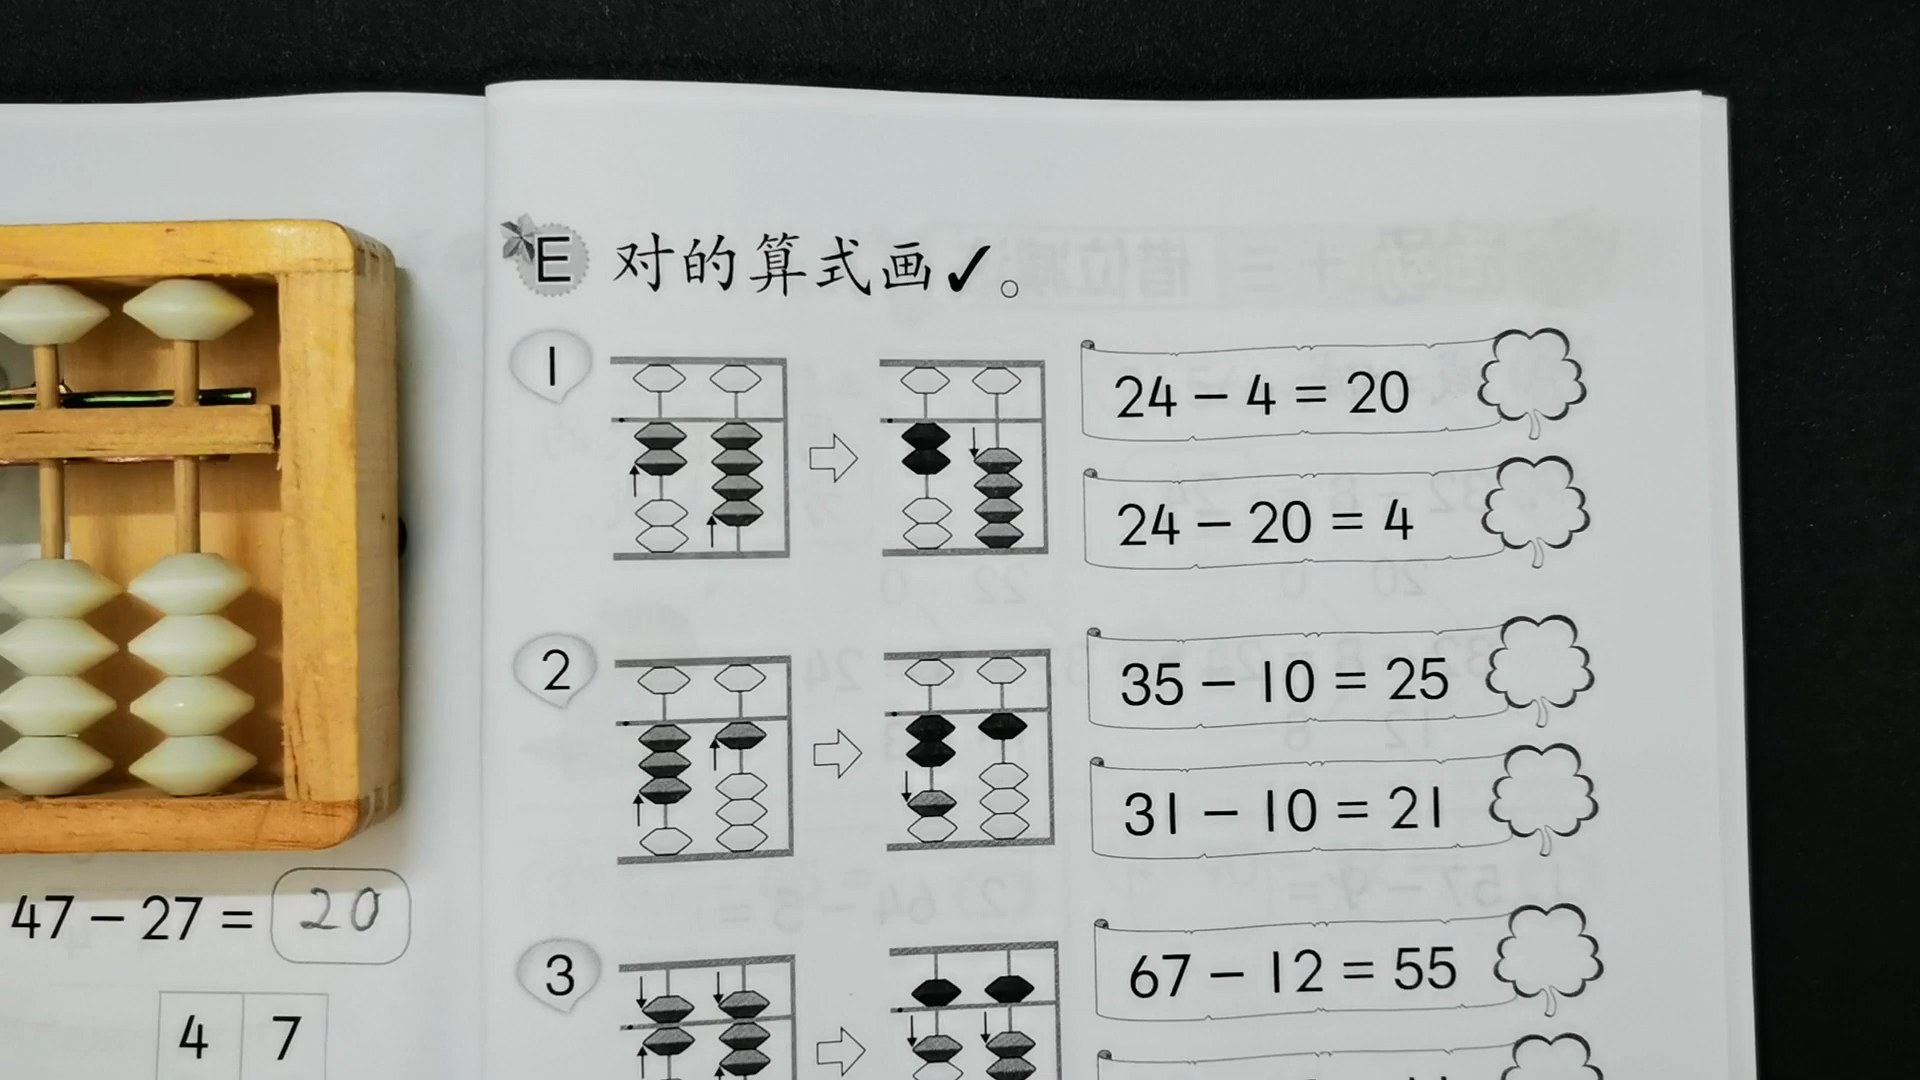 E 对的算式画✓。
1
24 − 4 = 20
24 − 20 = 4
2
35 − 10 = 25
31 − 10 = 21
47 − 27 = 20
3
67 − 12 = 55
4 7